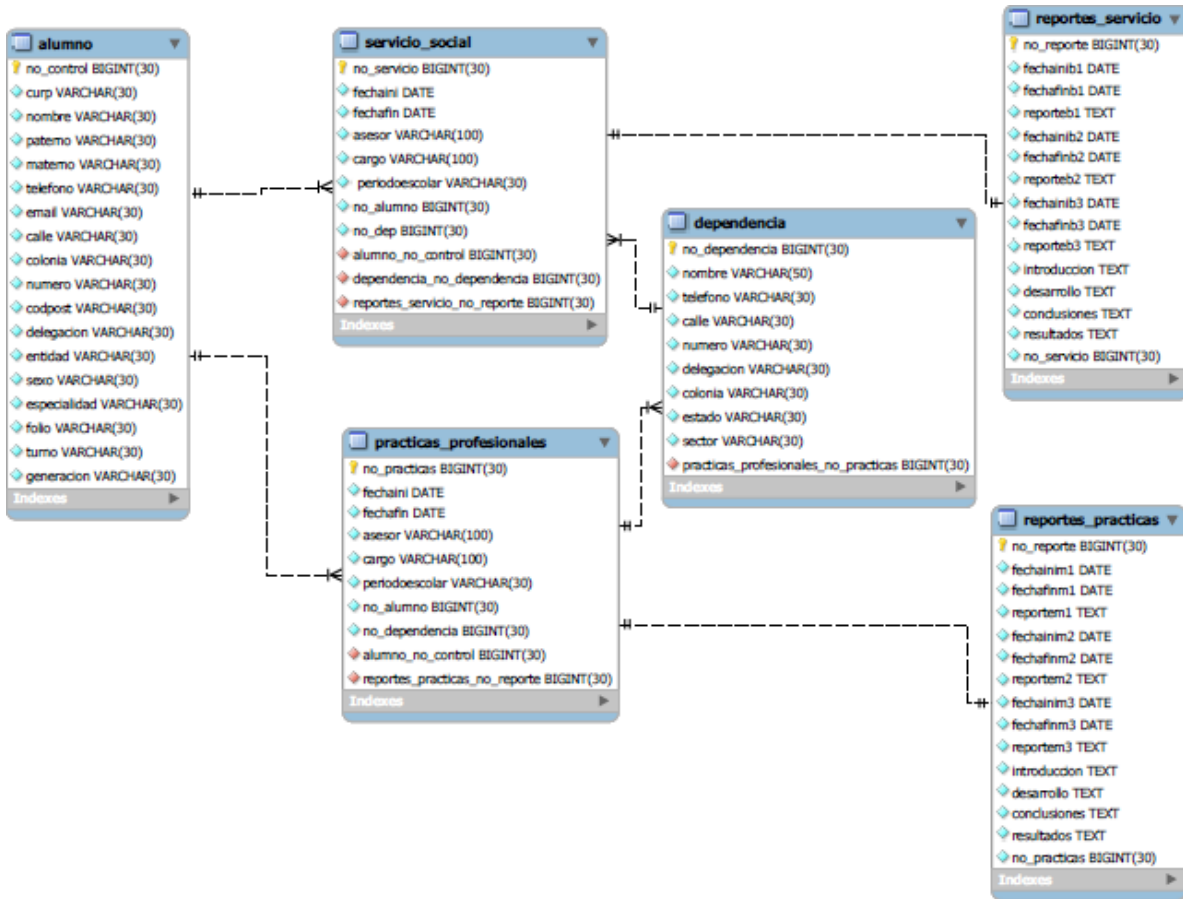 alumno
no_control BIGINT(30)
curp VARCHAR(30)
nombre VARCHAR(30)
paterno VARCHAR(30)
materno VARCHAR(30)
telefono VARCHAR(30)
email VARCHAR(30)
calle VARCHAR(30)
colonia VARCHAR(30)
numero VARCHAR(30)
codpost VARCHAR(30)
delegacion VARCHAR(30)
entidad VARCHAR(30)
sexo VARCHAR(30)
especialidad VARCHAR(30)
folio VARCHAR(30)
turno VARCHAR(30)
generacion VARCHAR(30)
Indexes
servicio_social
no_servicio BIGINT(30)
fechaini DATE
fechafin DATE
asesor VARCHAR(100)
cargo VARCHAR(100)
periodoescolar VARCHAR(30)
no_alumno BIGINT(30)
no_dep BIGINT(30)
alumno_no_control BIGINT(30)
dependencia_no_dependencia BIGINT(30)
reportes_servicio_no_reporte BIGINT(30)
Indexes
practicas_profesionales
no_practicas BIGINT(30)
fechaini DATE
fechafin DATE
asesor VARCHAR(100)
cargo VARCHAR(100)
periodoescolar VARCHAR(30)
no_alumno BIGINT(30)
no_dependencia BIGINT(30)
alumno_no_control BIGINT(30)
reportes_practicas_no_reporte BIGINT(30)
Indexes
dependencia
no_dependencia BIGINT(30)
nombre VARCHAR(50)
telefono VARCHAR(30)
calle VARCHAR(30)
numero VARCHAR(30)
delegacion VARCHAR(30)
colonia VARCHAR(30)
estado VARCHAR(30)
sector VARCHAR(30)
practicas_profesionales_no_practicas BIGINT(30)
Indexes
reportes_servicio
no_reporte BIGINT(30)
fechainib1 DATE
fechafinb1 DATE
reporteb1 TEXT
fechainib2 DATE
fechafinb2 DATE
reporteb2 TEXT
fechainib3 DATE
fechafinb3 DATE
reporteb3 TEXT
introduccion TEXT
desarrollo TEXT
conclusiones TEXT
resultados TEXT
no_servicio BIGINT(30)
Indexes
reportes_practicas
no_reporte BIGINT(30)
fechainim1 DATE
fechafinm1 DATE
reportem1 TEXT
fechainim2 DATE
fechafinm2 DATE
reportem2 TEXT
fechainim3 DATE
fechafinm3 DATE
reportem3 TEXT
introduccion TEXT
desarrollo TEXT
conclusiones TEXT
resultados TEXT
no_practicas BIGINT(30)
Indexes